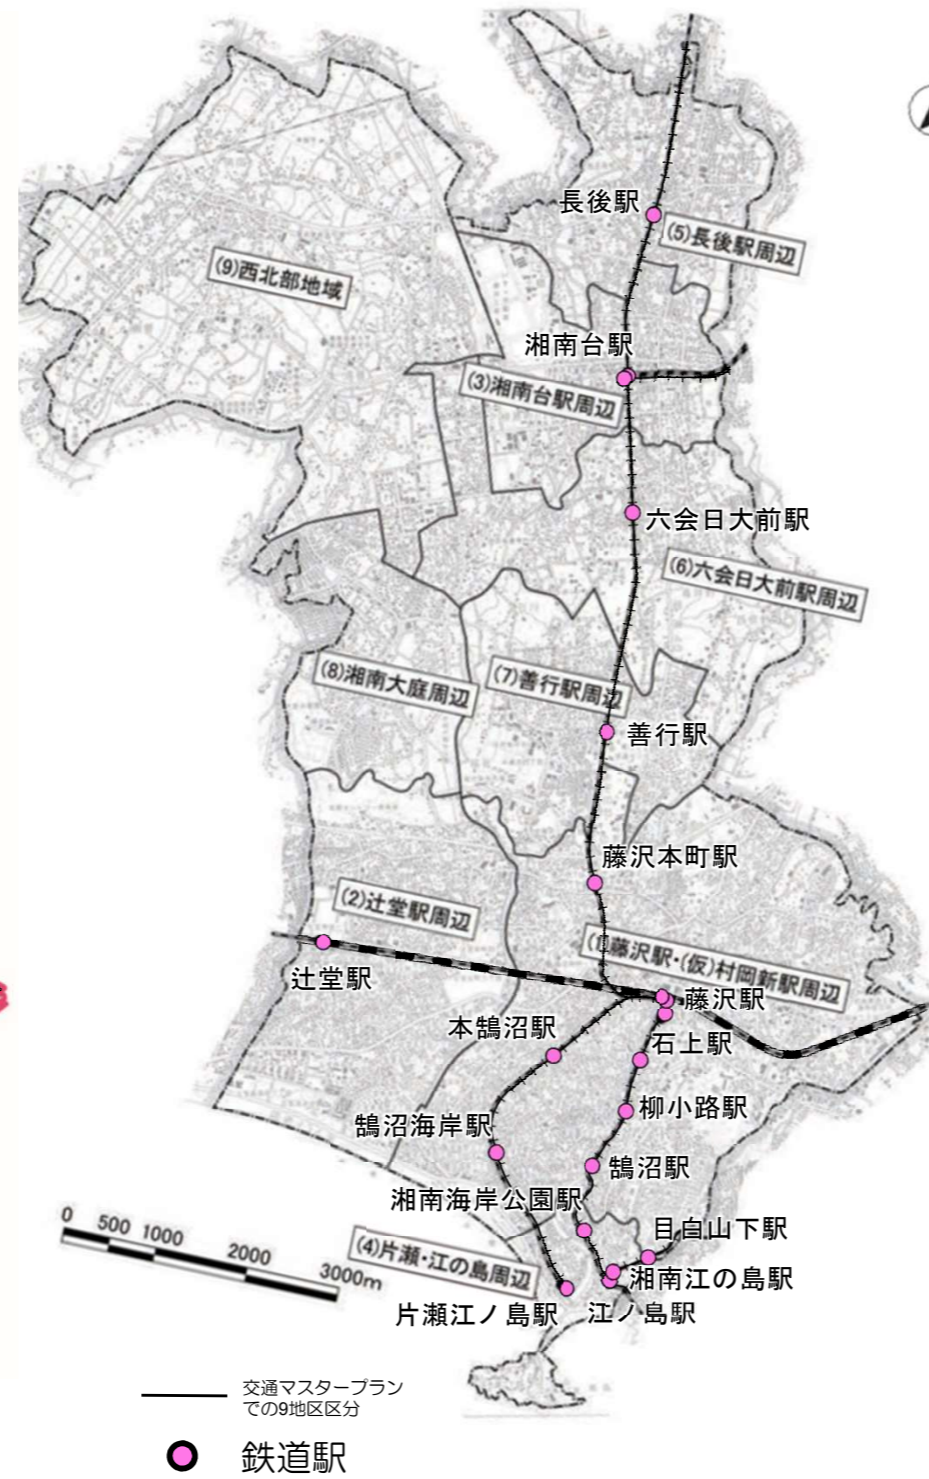 長後駅
(5)長後駅周辺
(9)西北部地域
湘南台駅
(3)湘南台駅周辺
六会日大前駅
(6)六会日大前駅周辺
(8)湘南大庭周辺
(7)善行駅周辺
善行駅
藤沢本町駅
(2)辻堂駅周辺
(1)藤沢駅・(仮)村岡新駅周辺
辻堂駅
藤沢駅
本鵠沼駅
石上駅
柳小路駅
鵠沼海岸駅
鵠沼駅
湘南海岸公園駅
目白山下駅
0 500 1000 2000 3000m
(4)片瀬・江の島周辺
湘南江の島駅
片瀬江ノ島駅
江ノ島駅
交通マスタープラン
での9地区区分
鉄道駅